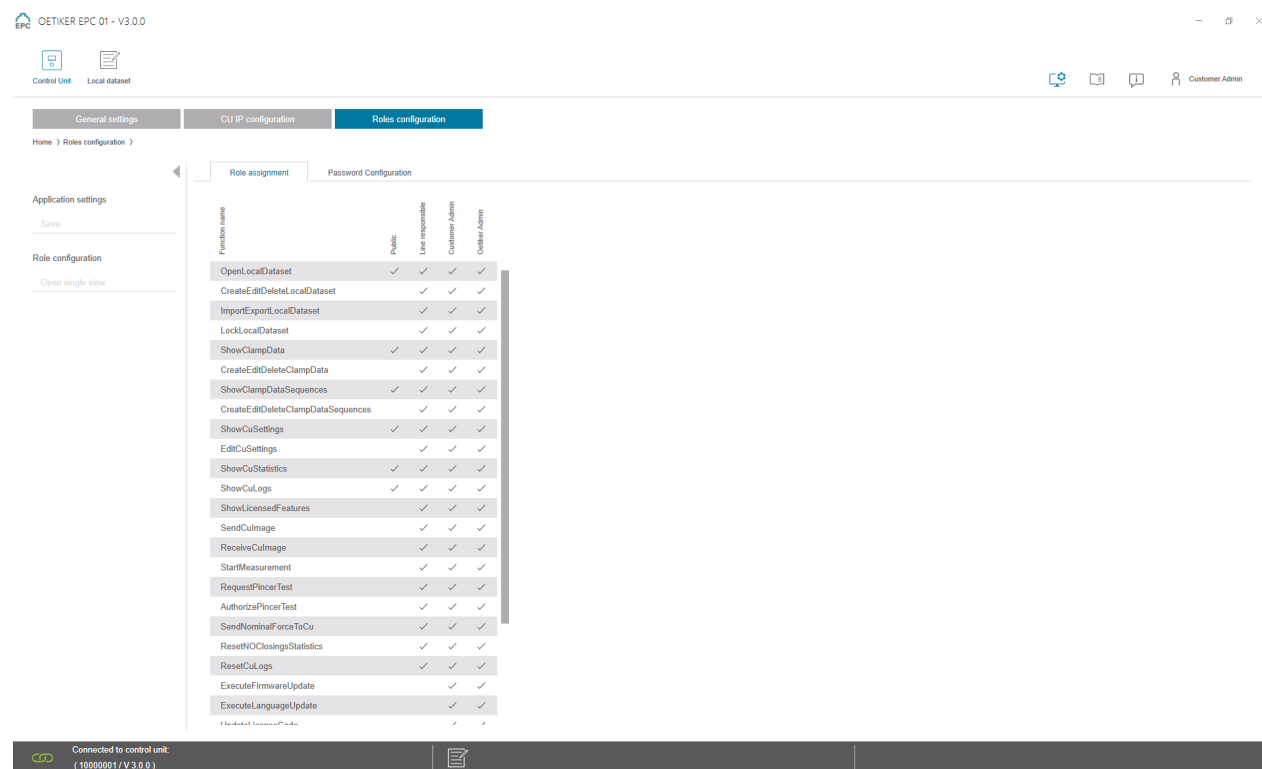 EPC OETIKER EPC 01 - V3.0.0
Control Unit Local dataset
Customer Admin
General settings CU IP configuration Roles configuration
Home > Roles configuration >
Role assignment Password Configuration
Application settings
Save
Role configuration
Open single view
Function name Public Line responsible Customer Admin Oetiker Admin
OpenLocalDataset
CreateEditDeleteLocalDataset
ImportExportLocalDataset
LockLocalDataset
ShowClampData
CreateEditDeleteClampData
ShowClampDataSequences
CreateEditDeleteClampDataSequences
ShowCuSettings
EditCuSettings
ShowCuStatistics
ShowCuLogs
ShowLicensedFeatures
SendCuImage
ReceiveCuImage
StartMeasurement
RequestPincerTest
AuthorizePincerTest
SendNominalForceToCu
ResetNOClosingsStatistics
ResetCuLogs
ExecuteFirmwareUpdate
ExecuteLanguageUpdate
UpdateLicenseCode
Connected to control unit:
( 10000001 / V 3.0.0 )